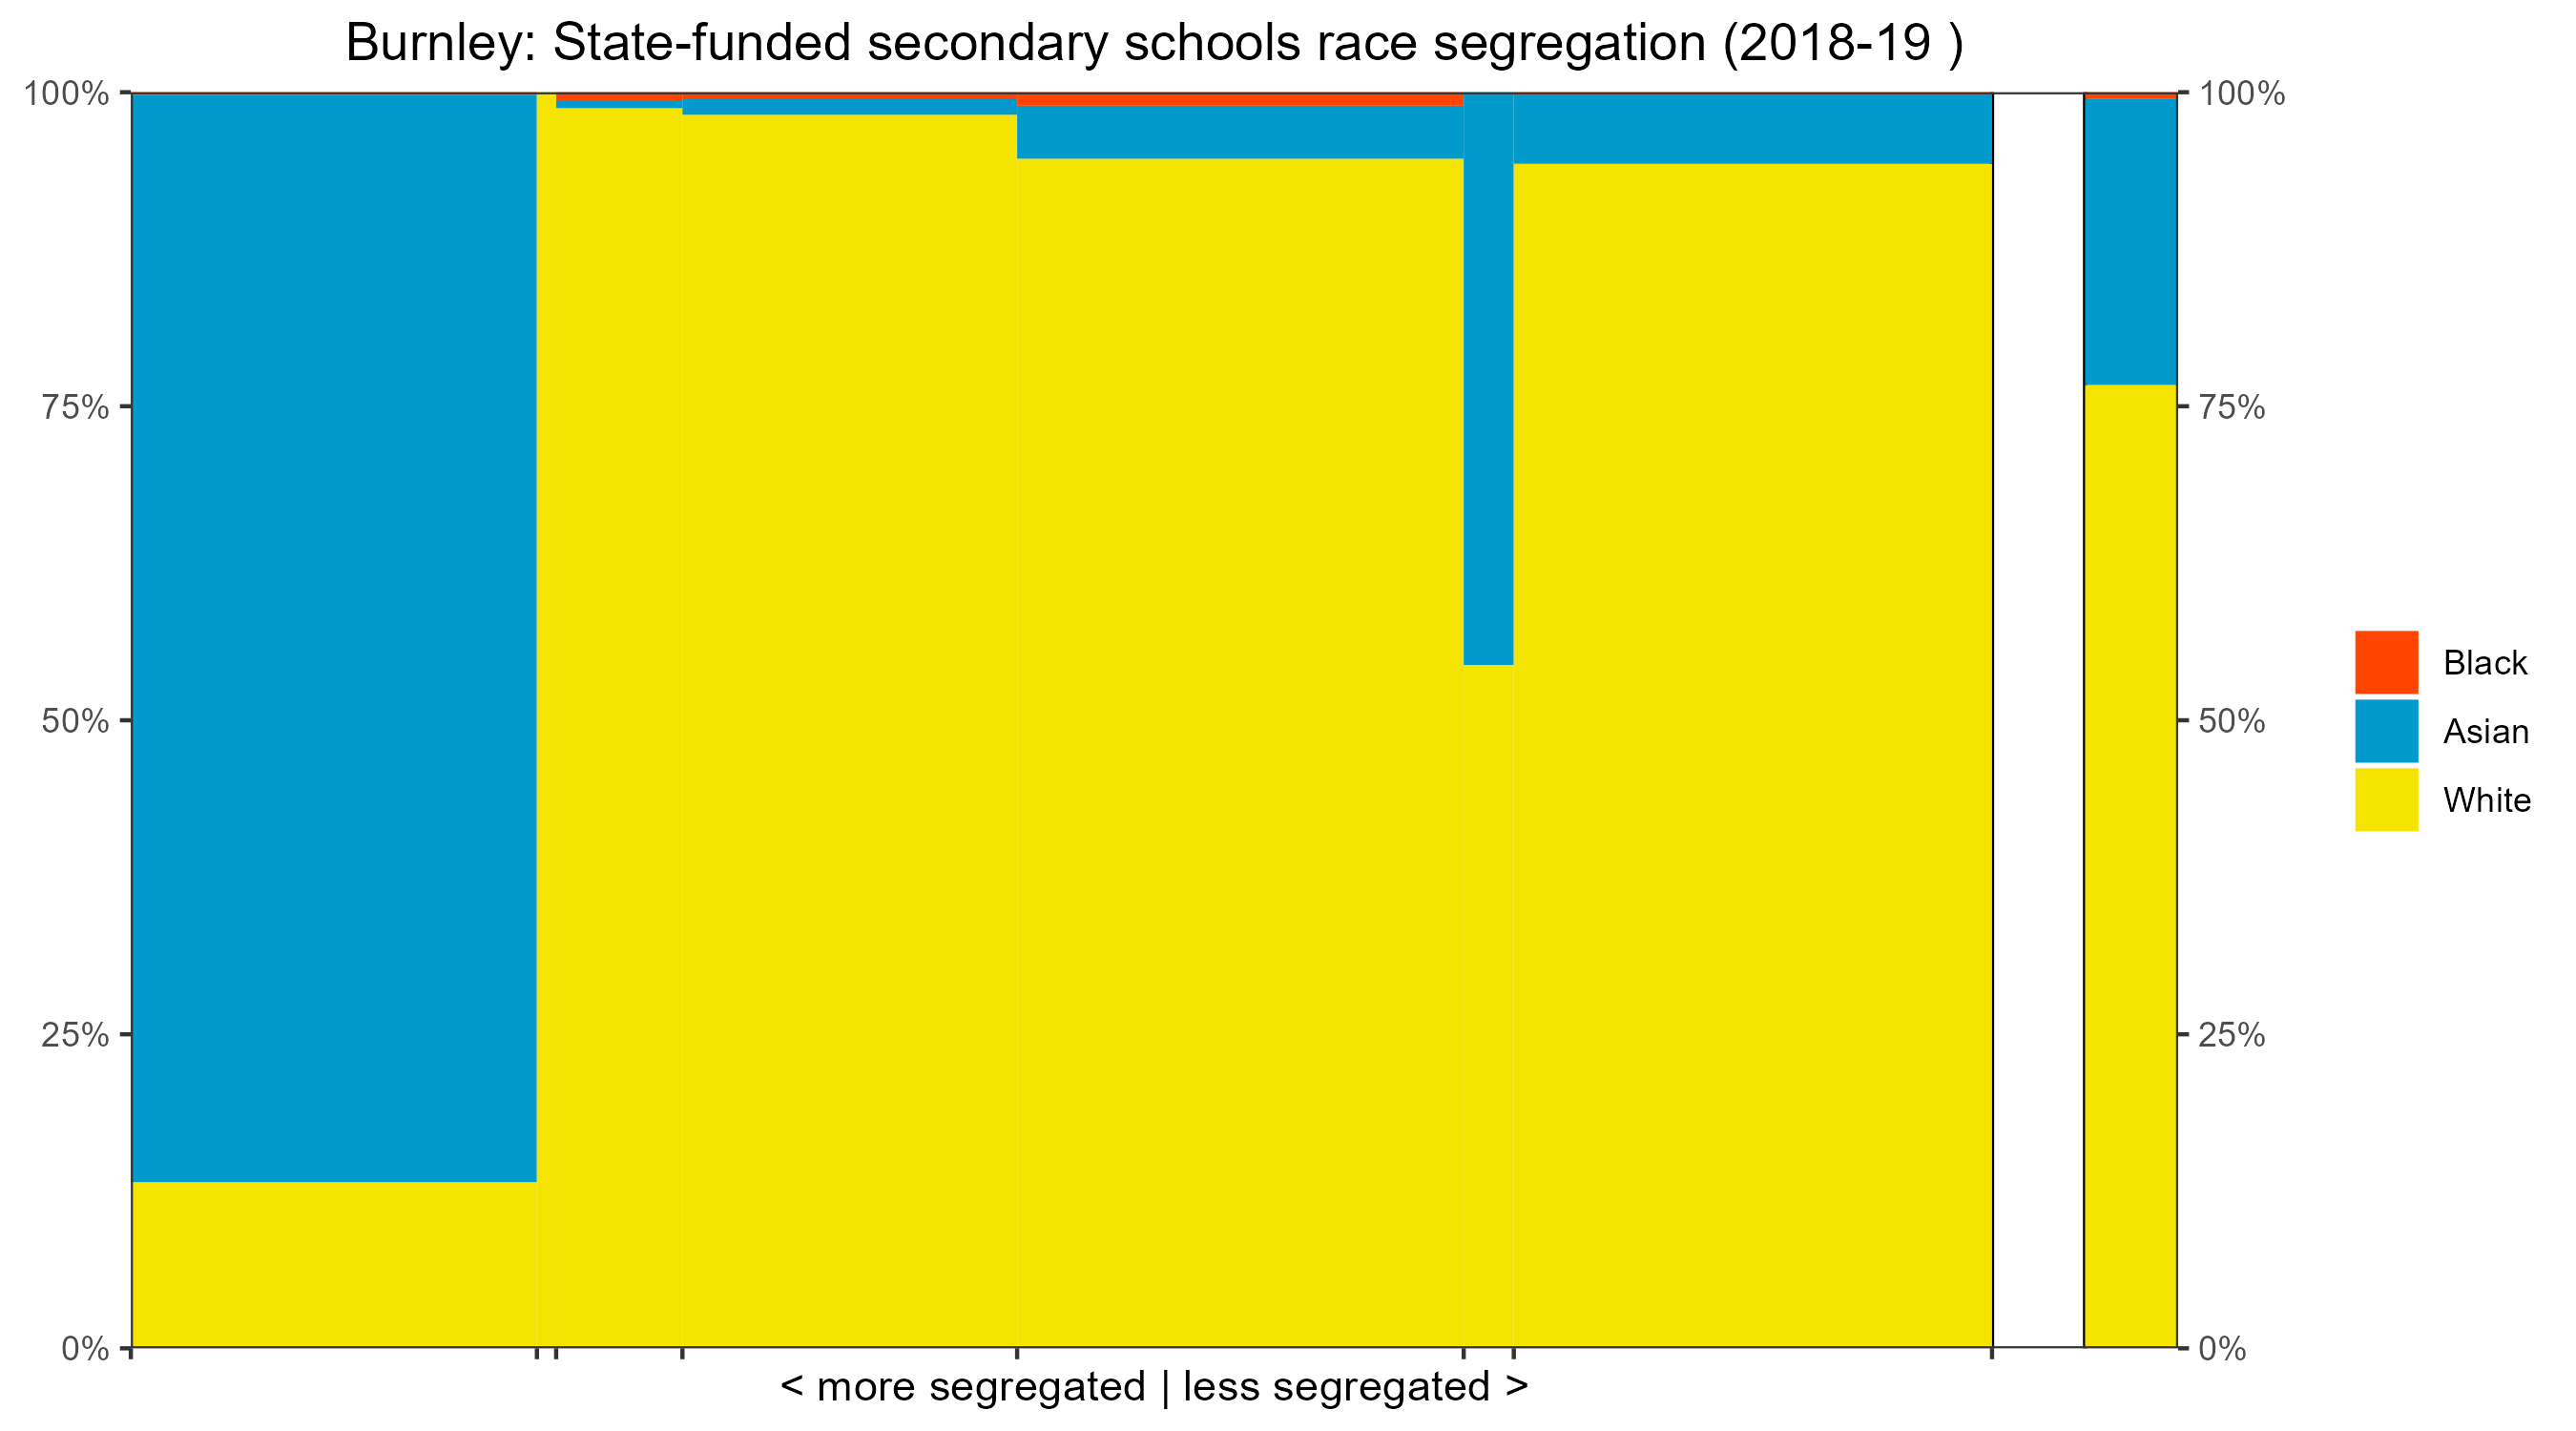 Burnley: State-funded secondary schools race segregation (2018-19 )
100%
75%
50%
25%
0%
100%
75%
50%
25%
0%
Black
Asian
White
< more segregated | less segregated >